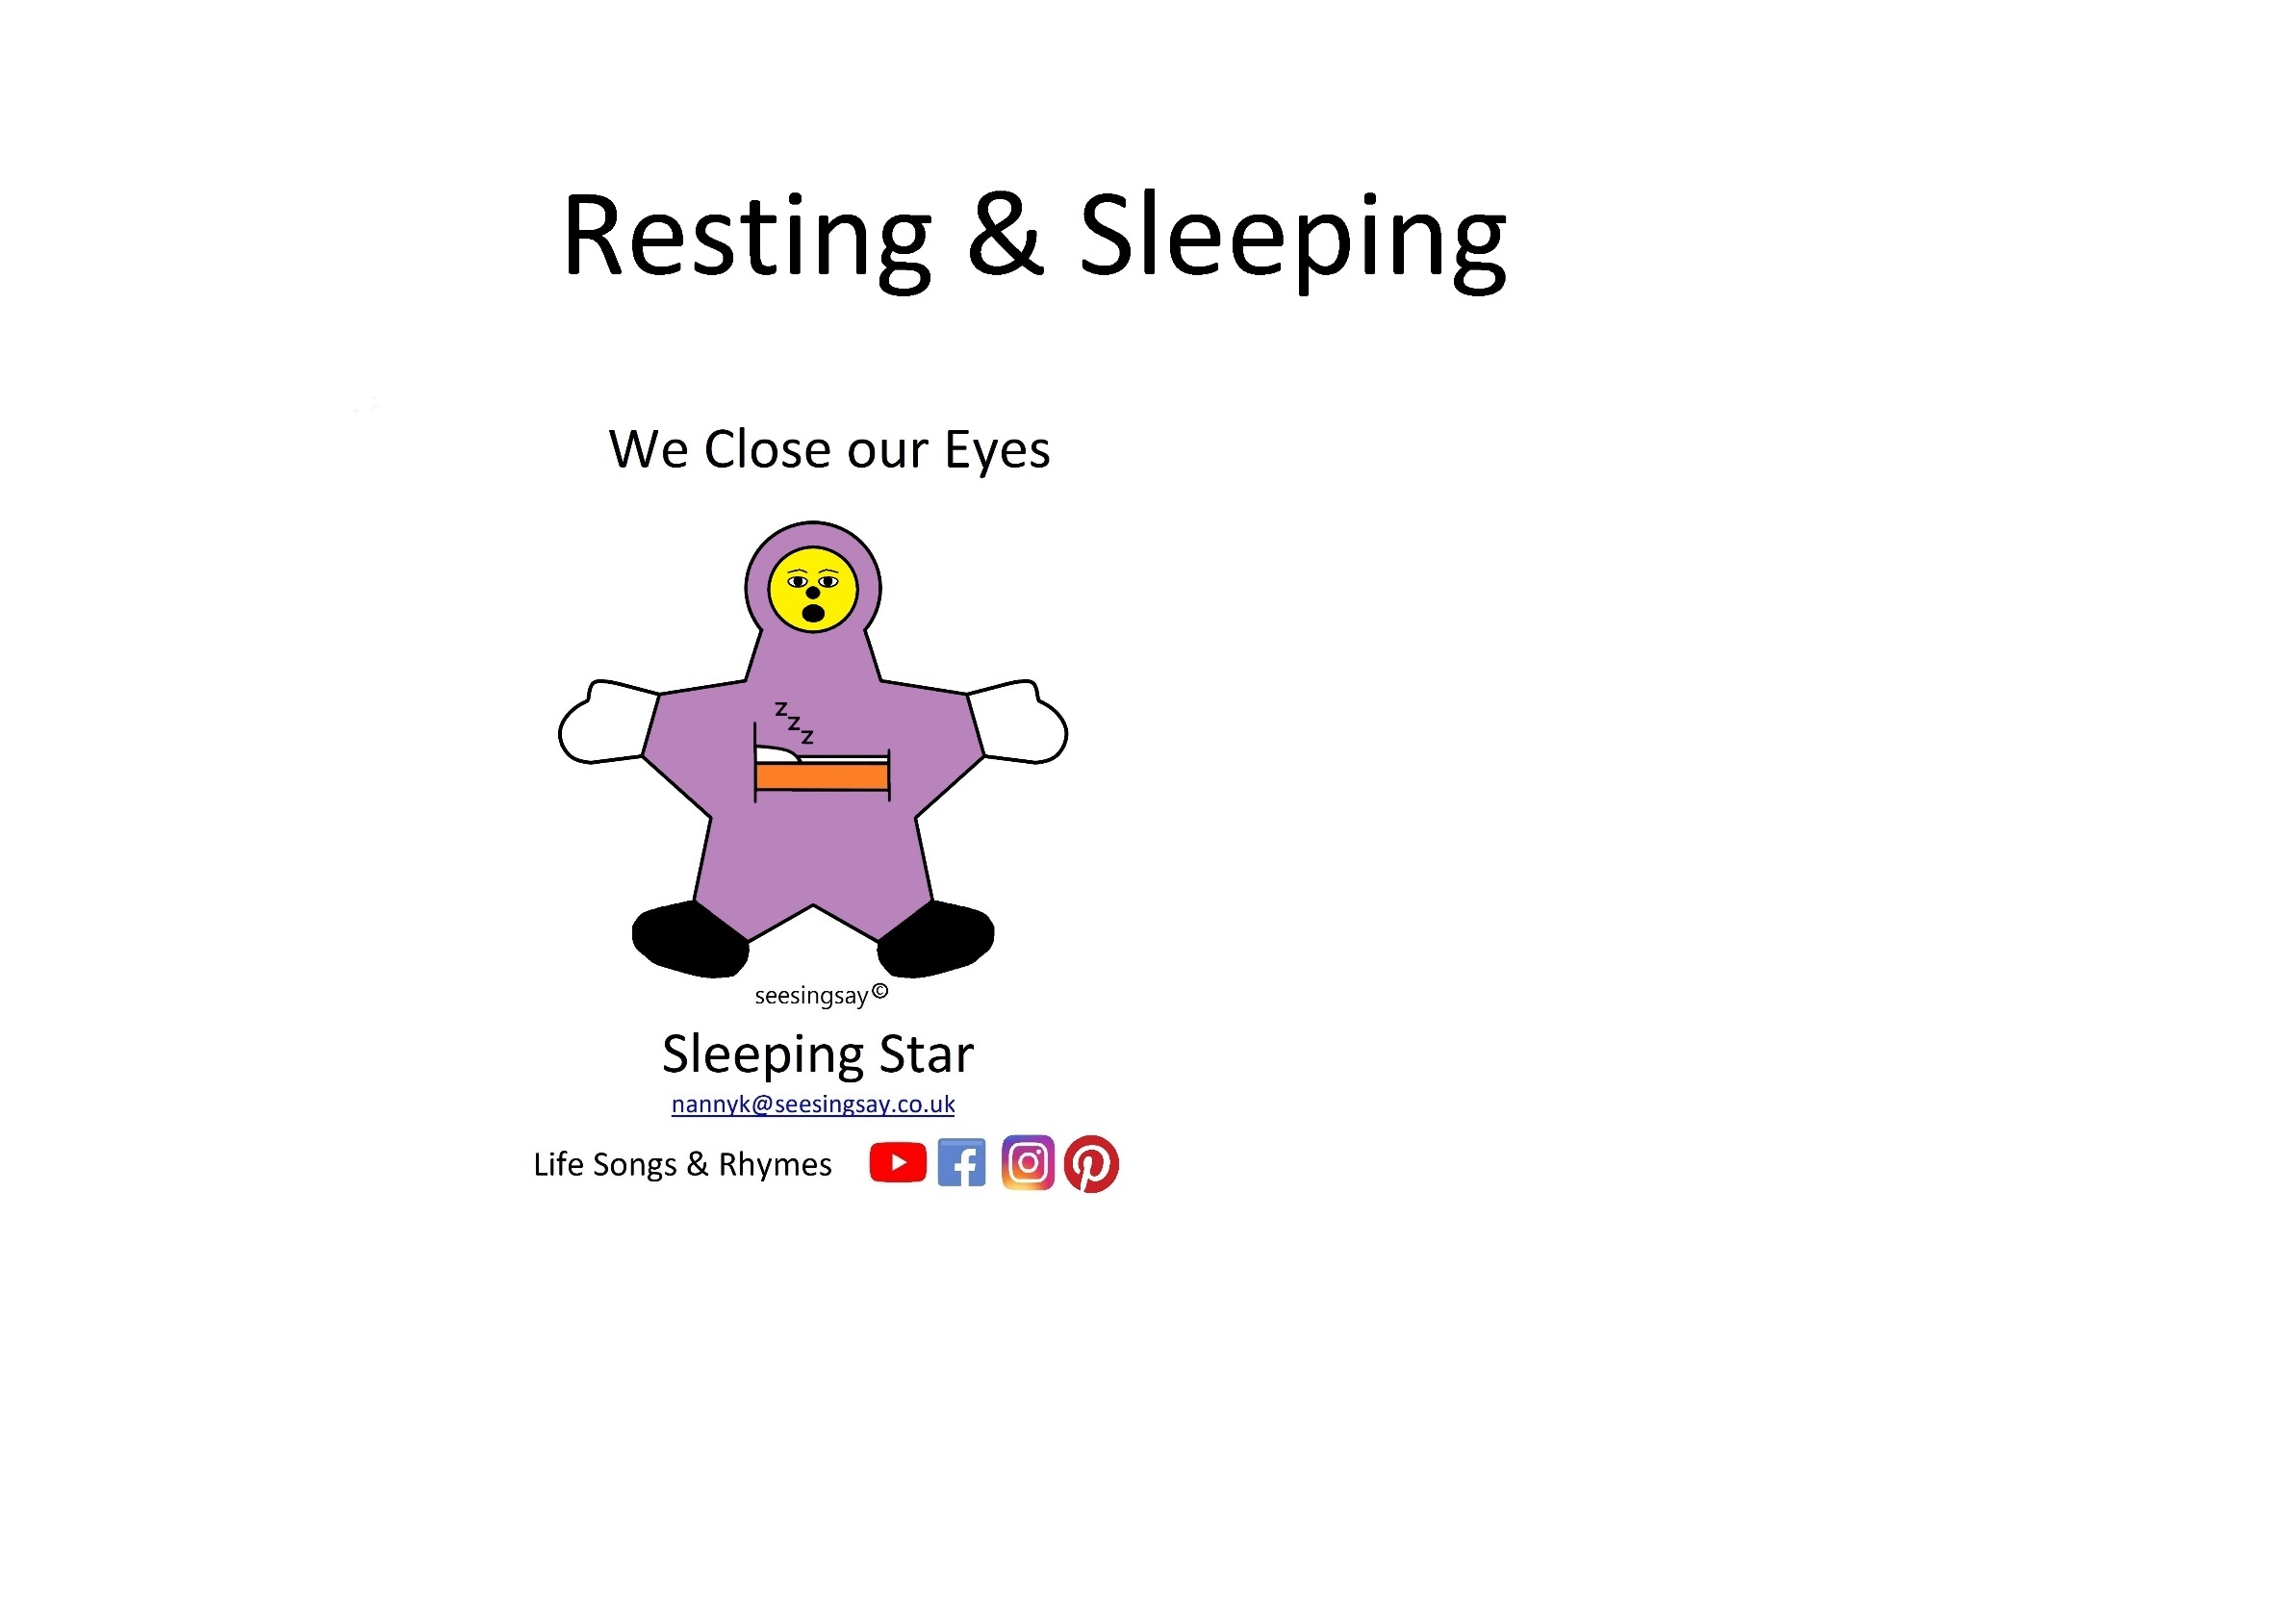 Resting & Sleeping
We Close our Eyes
z
z
z
seesingsay©
Sleeping Star
nannyk@seesingsay.co.uk
Life Songs & Rhymes